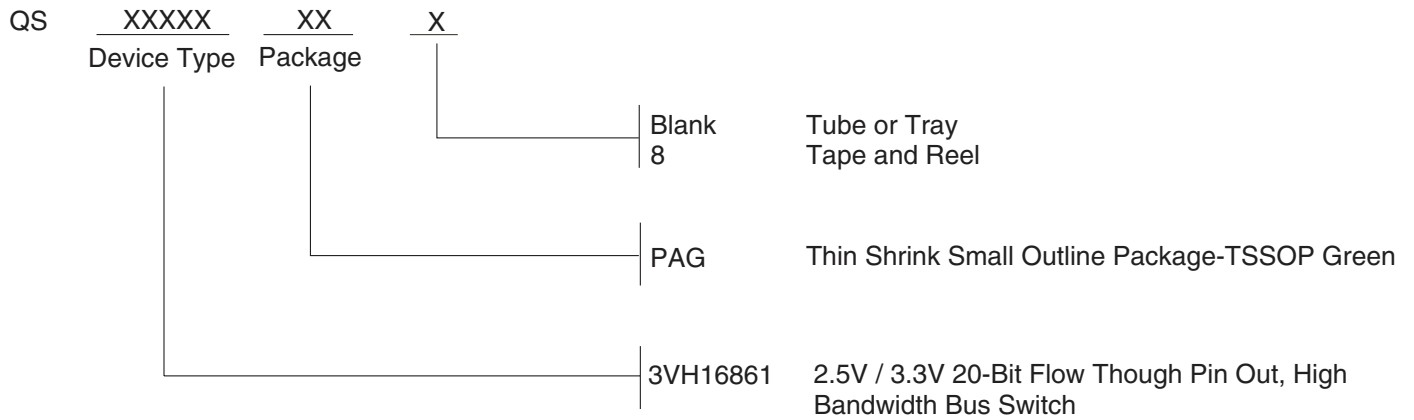 QS XXXXX XX X
Device Type Package
Blank Tube or Tray
8 Tape and Reel
PAG Thin Shrink Small Outline Package-TSSOP Green
3VH16861 2.5V / 3.3V 20-Bit Flow Though Pin Out, High
Bandwidth Bus Switch